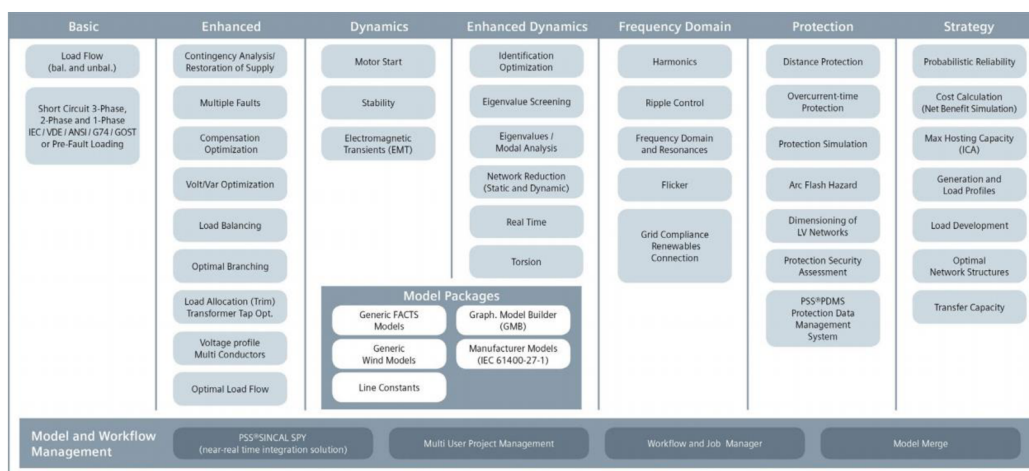 Basic
Load Flow
(bal. and unbal.)
Short Circuit 3-Phase,
2-Phase and 1-Phase
IEC / VDE / ANSI / G74 / GOST
or Pre-Fault Loading
Enhanced
Contingency Analysis/
Restoration of Supply
Multiple Faults
Compensation
Optimization
Volt/Var Optimization
Load Balancing
Optimal Branching
Load Allocation (Trim)
Transformer Tap Opt.
Voltage profile
Multi Conductors
Optimal Load Flow
Dynamics
Motor Start
Stability
Electromagnetic
Transients (EMT)
Enhanced Dynamics
Identification
Optimization
Eigenvalue Screening
Eigenvalues /
Modal Analysis
Network Reduction
(Static and Dynamic)
Real Time
Torsion
Model Packages
Generic FACTS
Models
Generic
Wind Models
Line Constants
Graph. Model Builder
(GMB)
Manufacturer Models
(IEC 61400-27-1)
Frequency Domain
Harmonics
Ripple Control
Frequency Domain
and Resonances
Flicker
Grid Compliance
Renewables
Connection
Protection
Distance Protection
Overcurrent-time
Protection
Protection Simulation
Arc Flash Hazard
Dimensioning of
LV Networks
Protection Security
Assessment
PSS®PDMS
Protection Data
Management
System
Strategy
Probabilistic Reliability
Cost Calculation
(Net Benefit Simulation)
Max Hosting Capacity
(ICA)
Generation and
Load Profiles
Load Development
Optimal
Network Structures
Transfer Capacity
Model and Workflow
Management
PSS®SINCAL SPY
(near-real time integration solution)
Multi User Project Management
Workflow and Job Manager
Model Merge